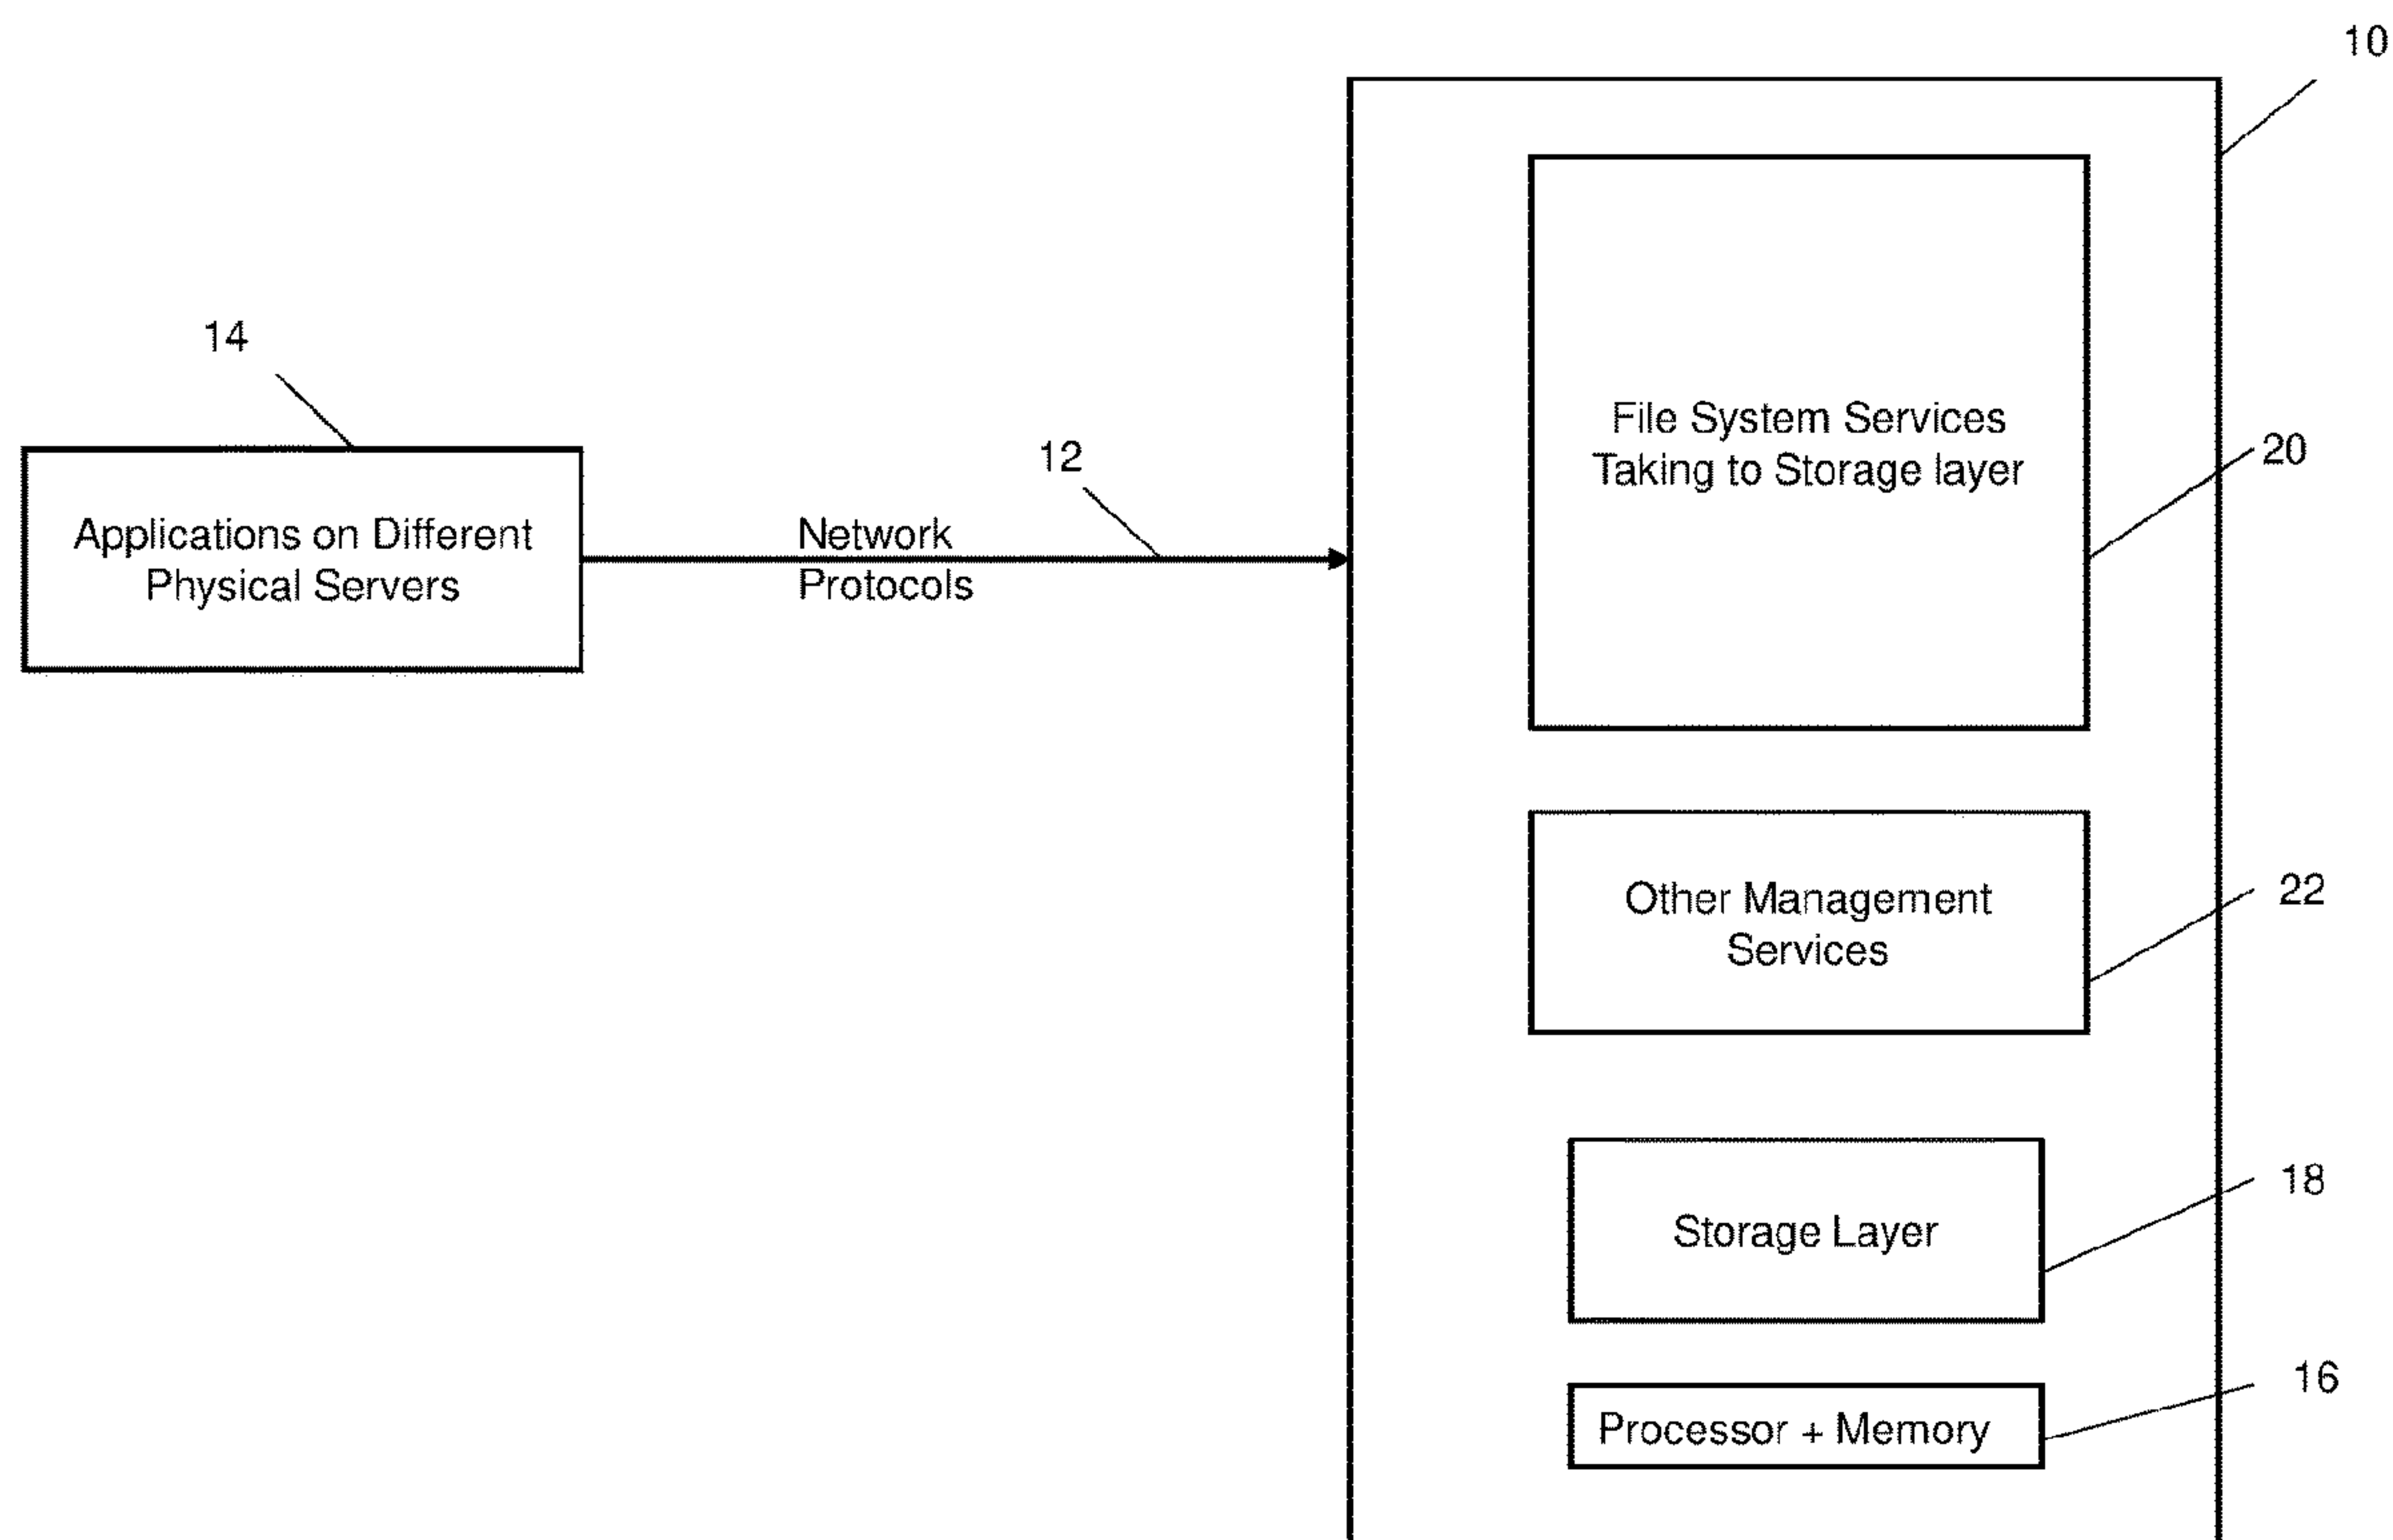 10
14
Applications on Different
Physical Servers
12
Network
Protocols
File System Services
Taking to Storage layer
20
Other Management
Services
22
Storage Layer
18
Processor + Memory
16